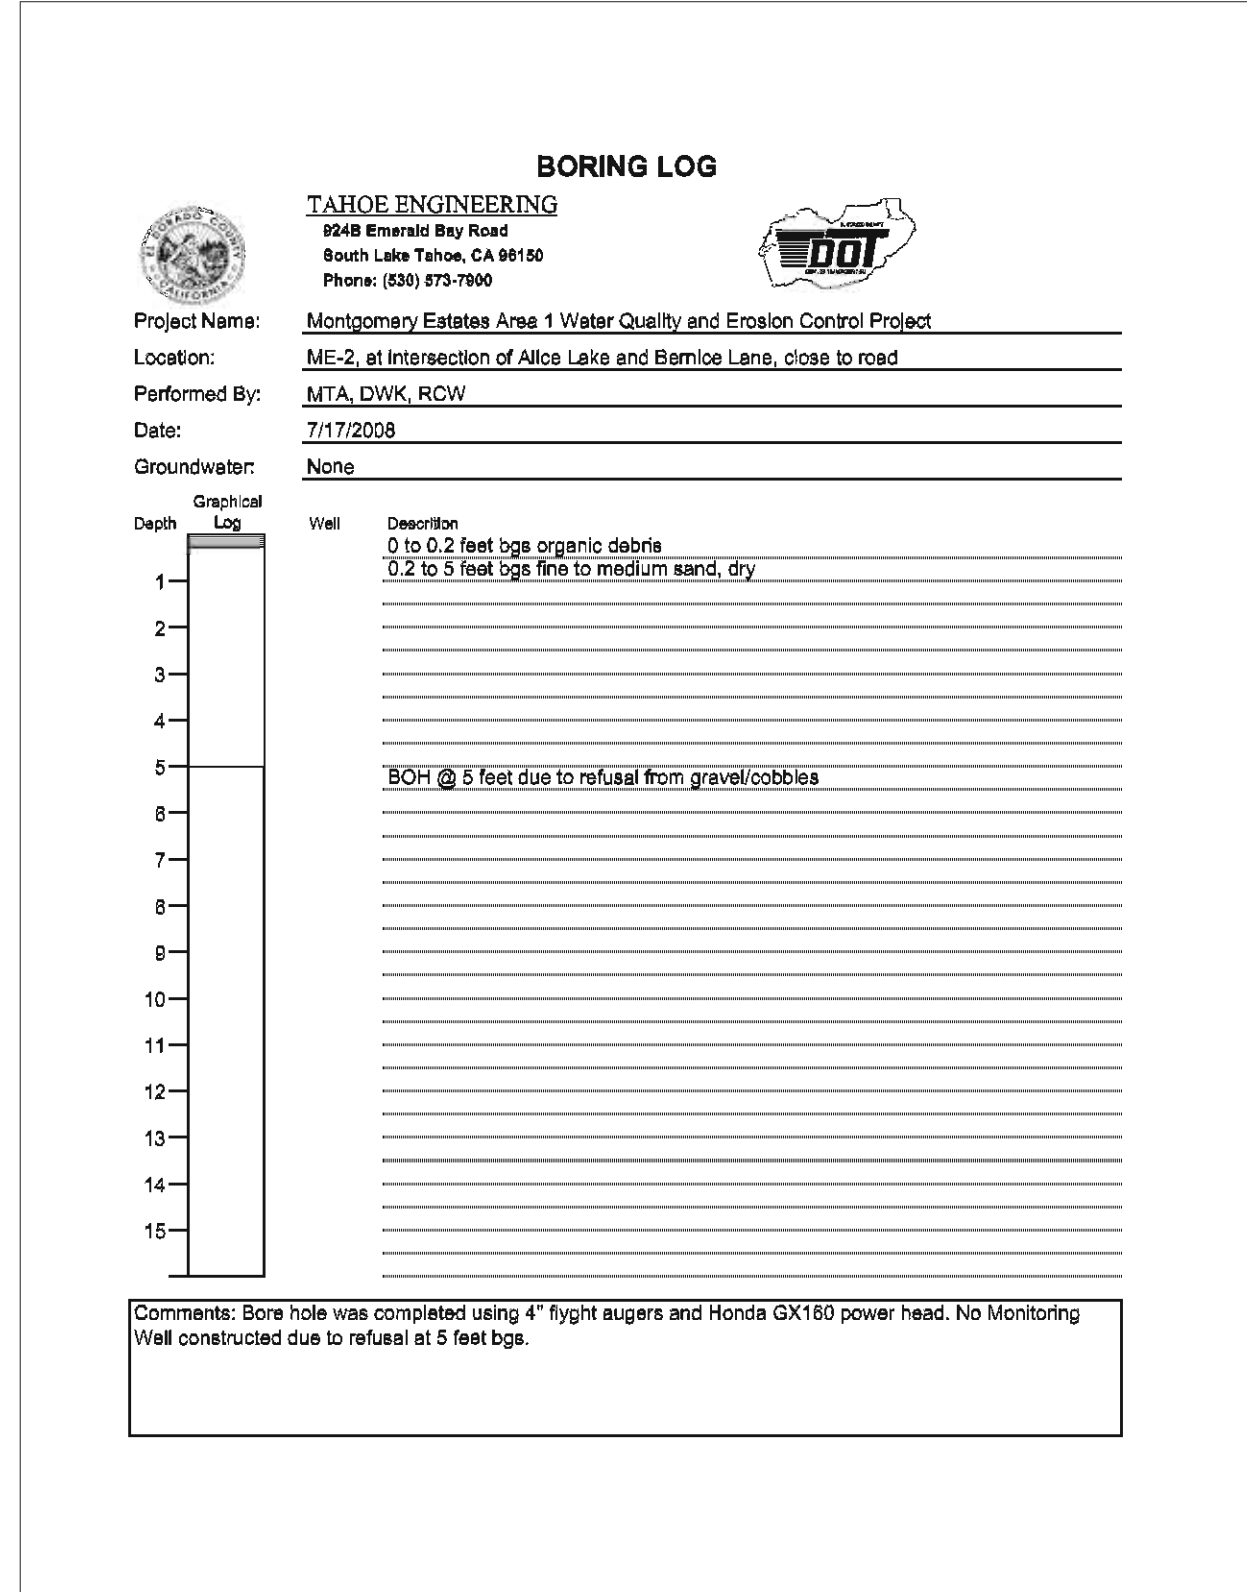 BORING LOG
TAHOE ENGINEERING
924B Emerald Bay Road
South Lake Tahoe, CA 96150
Phone: (530) 573-7900
EL DORADO COUNTY
CALIFORNIA
DOT
Project Name: Montgomery Estates Area 1 Water Quality and Erosion Control Project
Location: ME-2, at intersection of Alice Lake and Bernice Lane, close to road
Performed By: MTA, DWK, RCW
Date: 7/17/2008
Groundwater: None
Graphical
Depth Log Well Descrition
0 to 0.2 feet bgs organic debris
0.2 to 5 feet bgs fine to medium sand, dry
1
2
3
4
5
BOH @ 5 feet due to refusal from gravel/cobbles
6
7
8
9
10
11
12
13
14
15
Comments: Bore hole was completed using 4" flyght augers and Honda GX160 power head. No Monitoring
Well constructed due to refusal at 5 feet bgs.